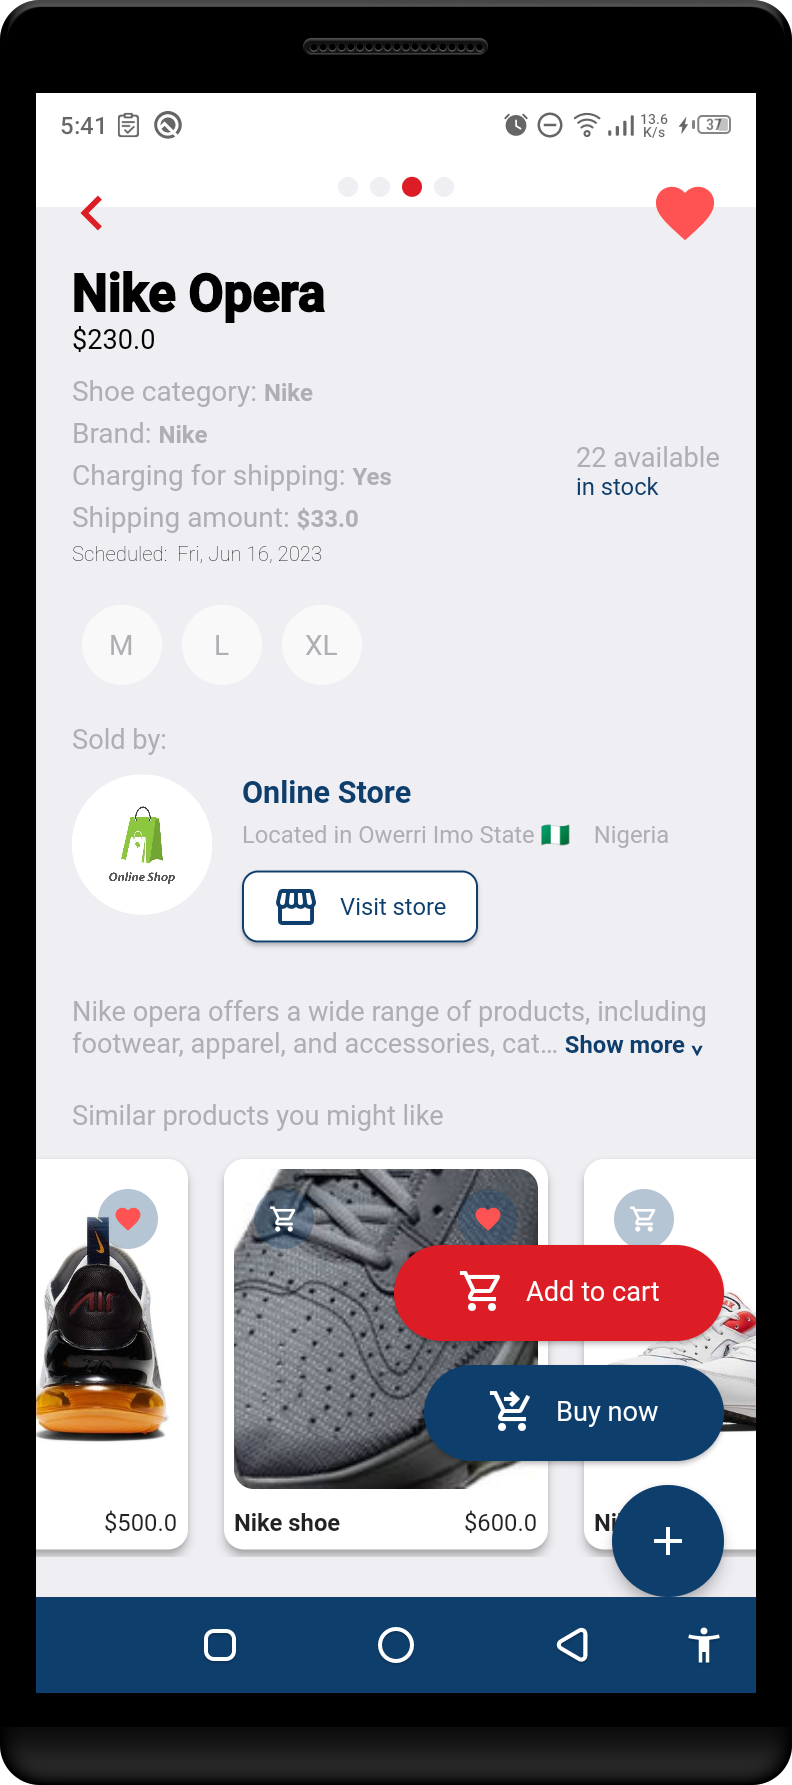 5:41
13.6
K/s
37
Nike Opera
$230.0
Shoe category: Nike
Brand: Nike
Charging for shipping: Yes
22 available
in stock
Shipping amount: $33.0
Scheduled: Fri, Jun 16, 2023
M L XL
Sold by:
Online Store
Located in Owerri Imo State 🇳🇬 Nigeria
Online Shop
Visit store
Nike opera offers a wide range of products, including
footwear, apparel, and accessories, cat... Show more
Similar products you might like
AIR
Add to cart
Buy now
$500.0
Nike shoe $600.0